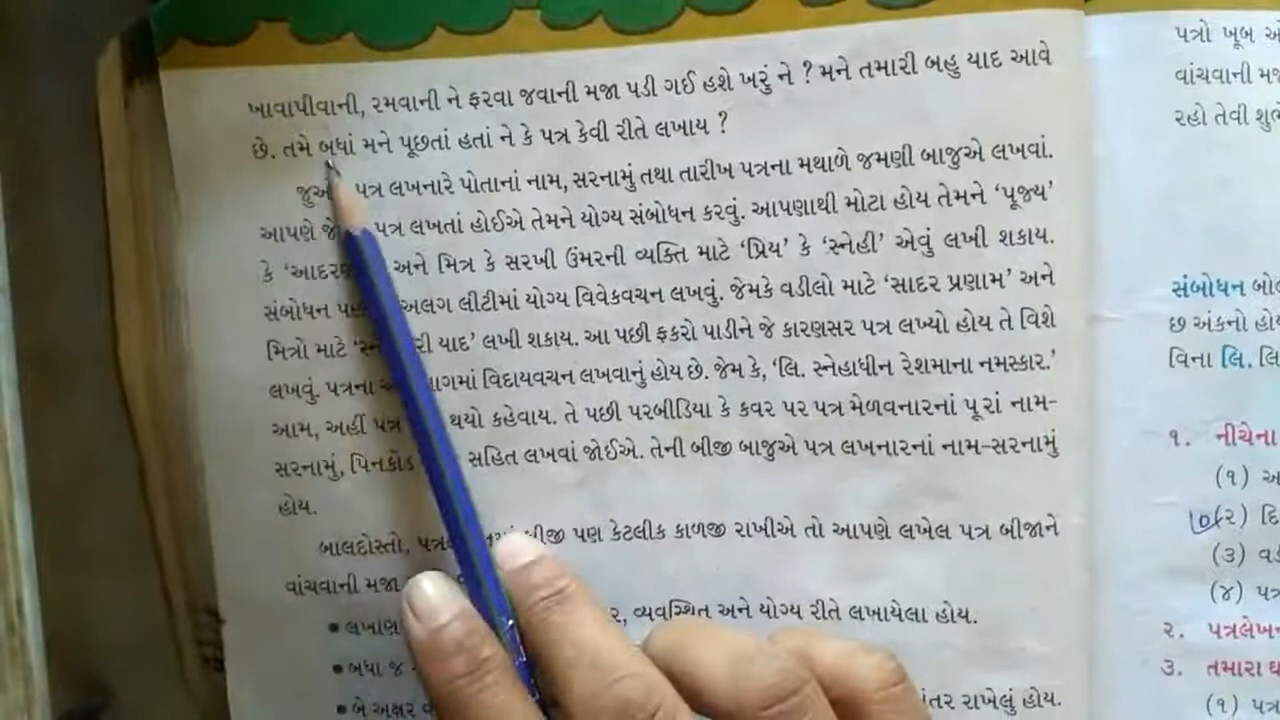 ખાવાપીવાની, રમવાની ને ફરવા જવાની મજા પડી ગઈ હશે ખરું ને ? મને તમારી બહુ યાદ આવે
છે. તમે બધાં મને પૂછતાં હતાં ને કે પત્ર કેવી રીતે લખાય ?
પત્ર લખનારે પોતાનાં નામ, સરનામું તથા તારીખ પત્રના મથાળે જમણી બાજુએ લખવાં.
આપણે જે પત્ર લખતાં હોઈએ તેમને યોગ્ય સંબોધન કરવું. આપણાથી મોટા હોય તેમને ‘પૂજ્ય’
કે અને મિત્ર કે સરખી ઉંમરની વ્યક્તિ માટે ‘પ્રિય’ કે ‘સ્નેહી’ એવું લખી શકાય.
સંબોધન અલગ લીટીમાં યોગ્ય વિવેકવચન લખવું. જેમકે વડીલો માટે ‘સાદર પ્રણામ’ અને
મિત્રો માટે યાદ’ લખી શકાય. આ પછી ફકરો પાડીને જે કારણસર પત્ર લખ્યો હોય તે વિશે
લખવું. પત્રના વિદાયવચન લખવાનું હોય છે. જેમ કે, ‘લિ. સ્નેહાધીન રેશમાના નમસ્કાર.’
આમ, અહીં પત્ર થયો કહેવાય. તે પછી પરબીડિયા કે કવર પર પત્ર મેળવનારનાં પૂરાં નામ-
સરનામું, પિનકોડ સહિત લખવાં જોઈએ. તેની બીજી બાજુએ પત્ર લખનારનાં નામ-સરનામું
હોય.
બાલદોસ્તો, બીજી પણ કેટલીક કાળજી રાખીએ તો આપણે લખેલ પત્ર બીજાને
વાંચવાની મજા
• વ્યવસ્થિત અને યોગ્ય રીતે લખાયેલા હોય.
• બધા જ
• બે અક્ષર રાખેલું હોય.
પત્રો ખૂબ
વાંચવાની
રહો તેવી
સંબોધન
છ અંકનો
વિના લિ.
૧. નીચેના
(૧)
(૨)
(૩)
(૪)
૨. પત્રલેખન
૩. તમારા
(૧)